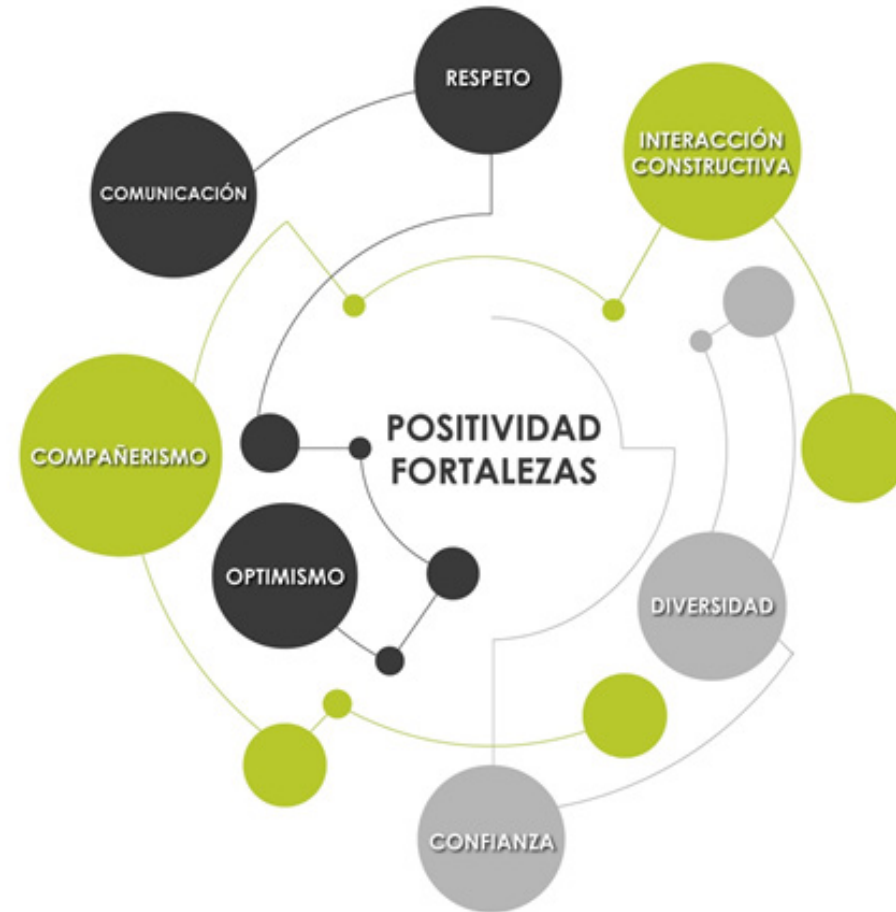 RESPETO
INTERACCIÓN
CONSTRUCTIVA
COMUNICACIÓN
POSITIVIDAD
FORTALEZAS
COMPAÑERISMO
OPTIMISMO
DIVERSIDAD
CONFIANZA